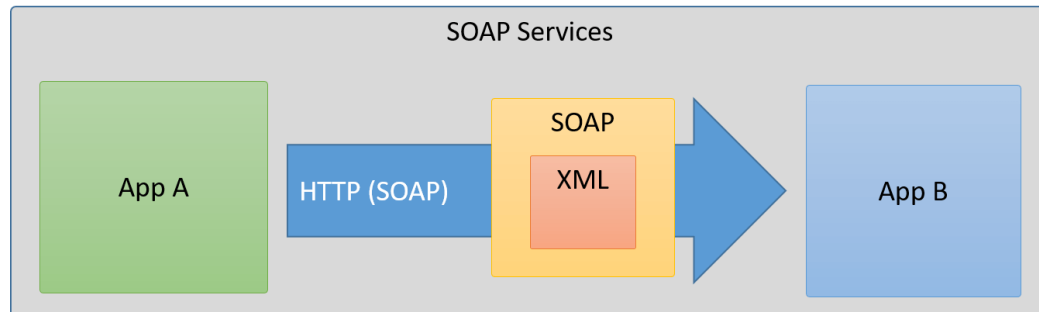 SOAP Services
App A
HTTP (SOAP)
SOAP
XML
App B